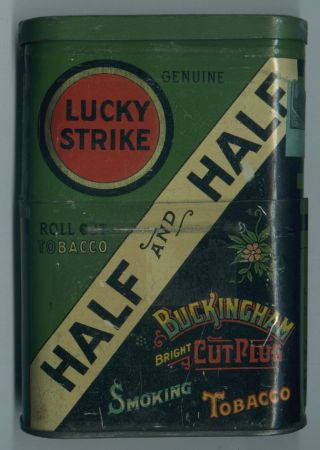 GENUINE
LUCKY
STRIKE
ROLL CUT
TOBACCO
HALF AND HALF
BUCKINGHAM
BRIGHT CUT PLUG
SMOKING TOBACCO